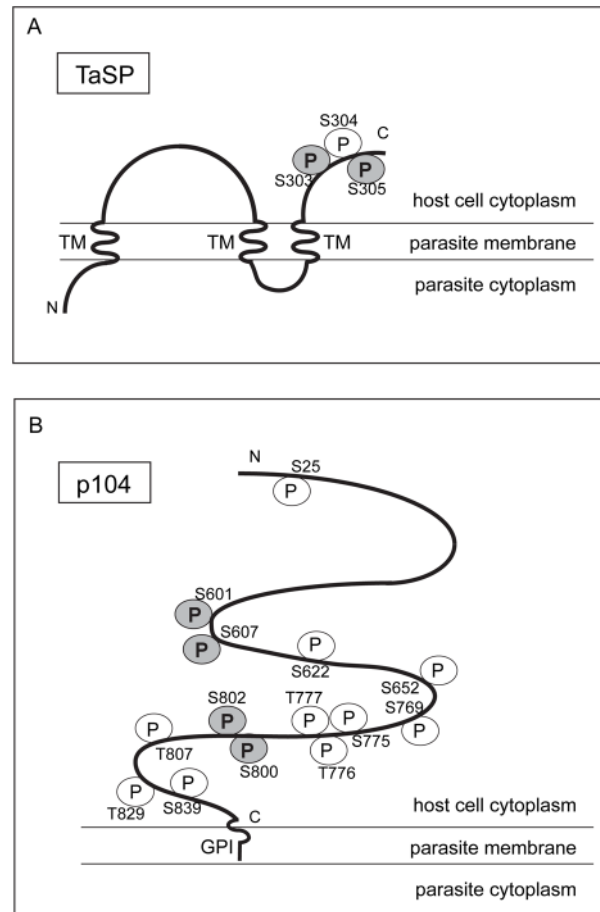 A
TaSP
S304
C
P
P
P
S303
S305
host cell cytoplasm
TM
TM
TM
parasite membrane
parasite cytoplasm
N
B
p104
N
S25
P
S601
P
S607
P
P
S622
S652
P
S769
P
S802
T777
P
P
P
S775
P
T807
P
S800
P
T776
P
T829
P
S839
host cell cytoplasm
C
GPI
parasite membrane
parasite cytoplasm